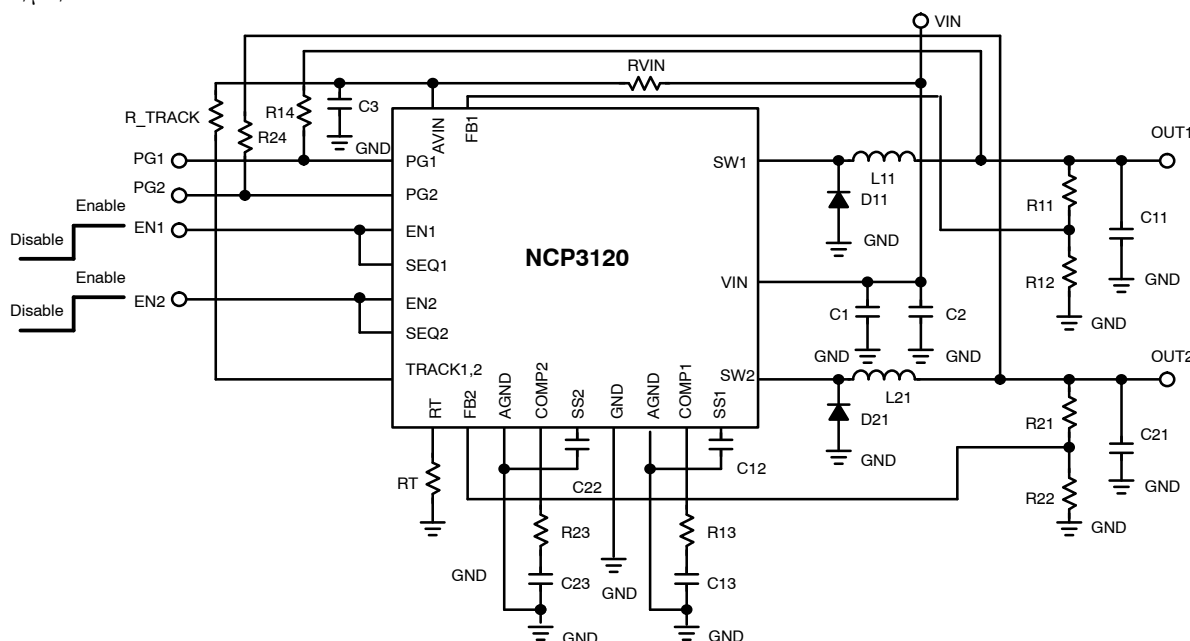 VIN
RVIN
R_TRACK
R24
R14
C3
GND
AVIN
FB1
PG1
PG1
PG2
PG2
Enable
Disable
EN1
EN1
SEQ1
Enable
Disable
EN2
EN2
SEQ2
TRACK1,2
NCP3120
SW1
VIN
SW2
RT
FB2
AGND
COMP2
SS2
GND
AGND
COMP1
SS1
L11
D11
GND
OUT1
R11
C11
R12
GND
GND
C1
C2
GND
GND
OUT2
L21
D21
GND
R21
C21
R22
GND
GND
RT
C22
C12
R23
R13
C23
C13
GND
GND
GND
GND